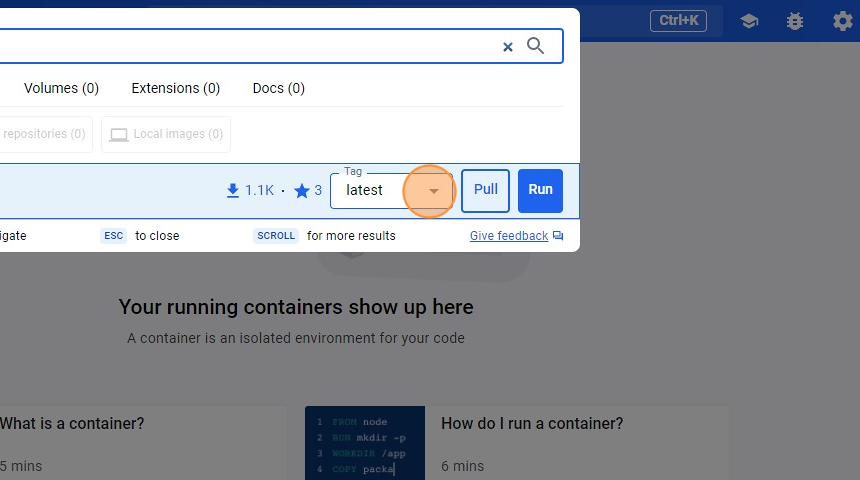 Ctrl+K
Volumes (0) Extensions (0) Docs (0)
repositories (0) Local images (0)
1.1K · 3 Tag latest Pull Run
igate ESC to close SCROLL for more results Give feedback
Your running containers show up here
A container is an isolated environment for your code
What is a container?
5 mins
1 FROM node
2 RUN mkdir -p
3 WORKDIR /app
4 COPY packa
How do I run a container?
6 mins